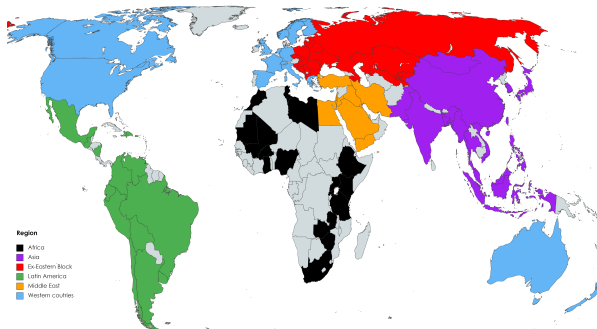 Region
Africa
Asia
Ex-Eastern Block
Latin America
Middle East
Western coutries